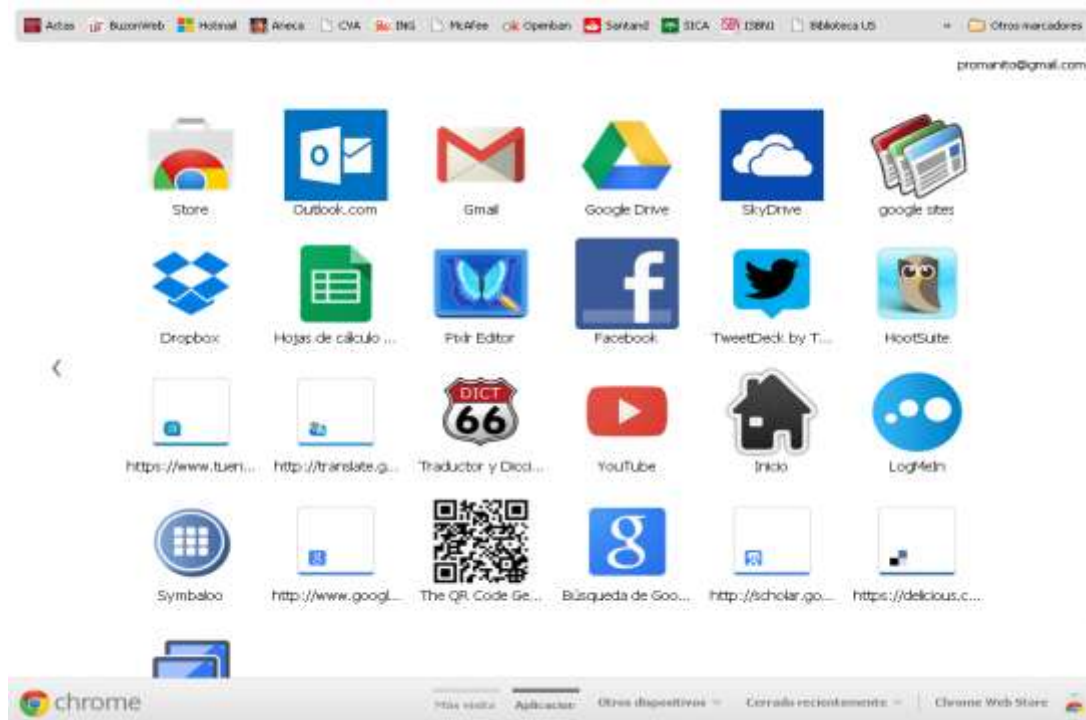 Actas BuzonWeb Hotmail Aneca CVA ING McAfee Openban Santand SICA ISBN ISBN1 Biblioteca US » Otros marcadores
promanito@gmail.com
Store Outlook.com Gmail Google Drive SkyDrive google sites
Dropbox Hojas de cálculo ... Pixlr Editor Facebook TweetDeck by T... HootSuite
DICT
66
https://www.tuen... http://translate.g... Traductor y Dicci... YouTube Inicio LogMeIn
Symbaloo http://www.googl... The QR Code Ge... Búsqueda de Goo... http://scholar.go... https://delicious.c...
chrome Más visita Aplicacion Otros dispositivos Cerrado recientemente Chrome Web Store